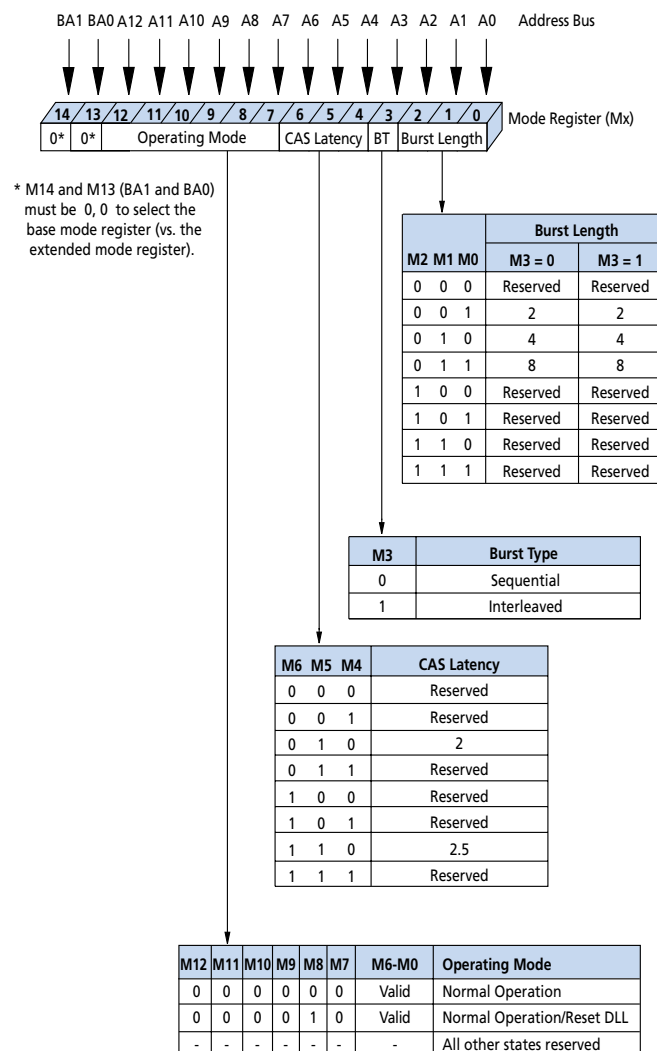 BA1 BA0 A12 A11 A10 A9 A8 A7 A6 A5 A4 A3 A2 A1 A0 Address Bus
14 13 12 11 10 9 8 7 6 5 4 3 2 1 0 Mode Register (Mx)
0* 0* Operating Mode CAS Latency BT Burst Length
* M14 and M13 (BA1 and BA0)
must be 0, 0 to select the
base mode register (vs. the
extended mode register).
Burst Length
M2 M1 M0 M3 = 0 M3 = 1
0 0 0 Reserved Reserved
0 0 1 2 2
0 1 0 4 4
0 1 1 8 8
1 0 0 Reserved Reserved
1 0 1 Reserved Reserved
1 1 0 Reserved Reserved
1 1 1 Reserved Reserved
M3 Burst Type
0 Sequential
1 Interleaved
M6 M5 M4 CAS Latency
0 0 0 Reserved
0 0 1 Reserved
0 1 0 2
0 1 1 Reserved
1 0 0 Reserved
1 0 1 Reserved
1 1 0 2.5
1 1 1 Reserved
M12 M11 M10 M9 M8 M7 M6-M0 Operating Mode
0 0 0 0 0 0 Valid Normal Operation
0 0 0 0 1 0 Valid Normal Operation/Reset DLL
- - - - - - - All other states reserved